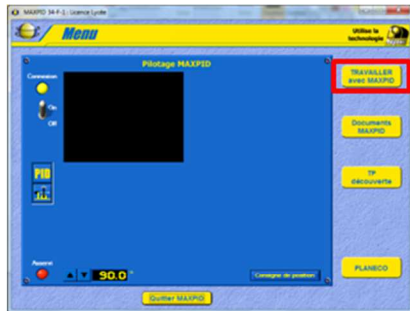 MAXPID 34-F-1 : Licence Lycée
Menu
Utilise la
technologie
Pilotage MAXPID
Connexion
On
Off
PID
TRAVAILLER
avec MAXPID
Documents
MAXPID
TP
découverte
PLANECO
Asservi
90.0 °
Consigne de position
Quitter MAXPID